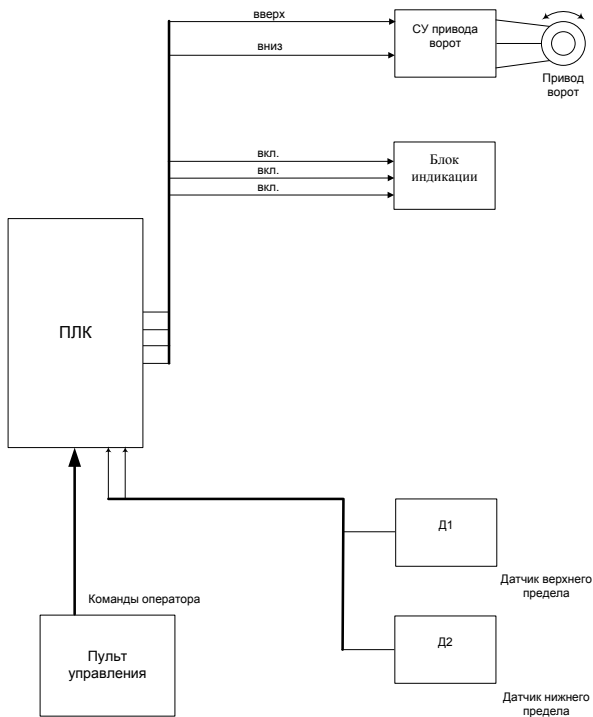 вверх
СУ привода
ворот
вниз
Привод
ворот
вкл.
вкл.
вкл.
Блок
индикации
ПЛК
Д1
Датчик верхнего
предела
Команды оператора
Пульт
управления
Д2
Датчик нижнего
предела